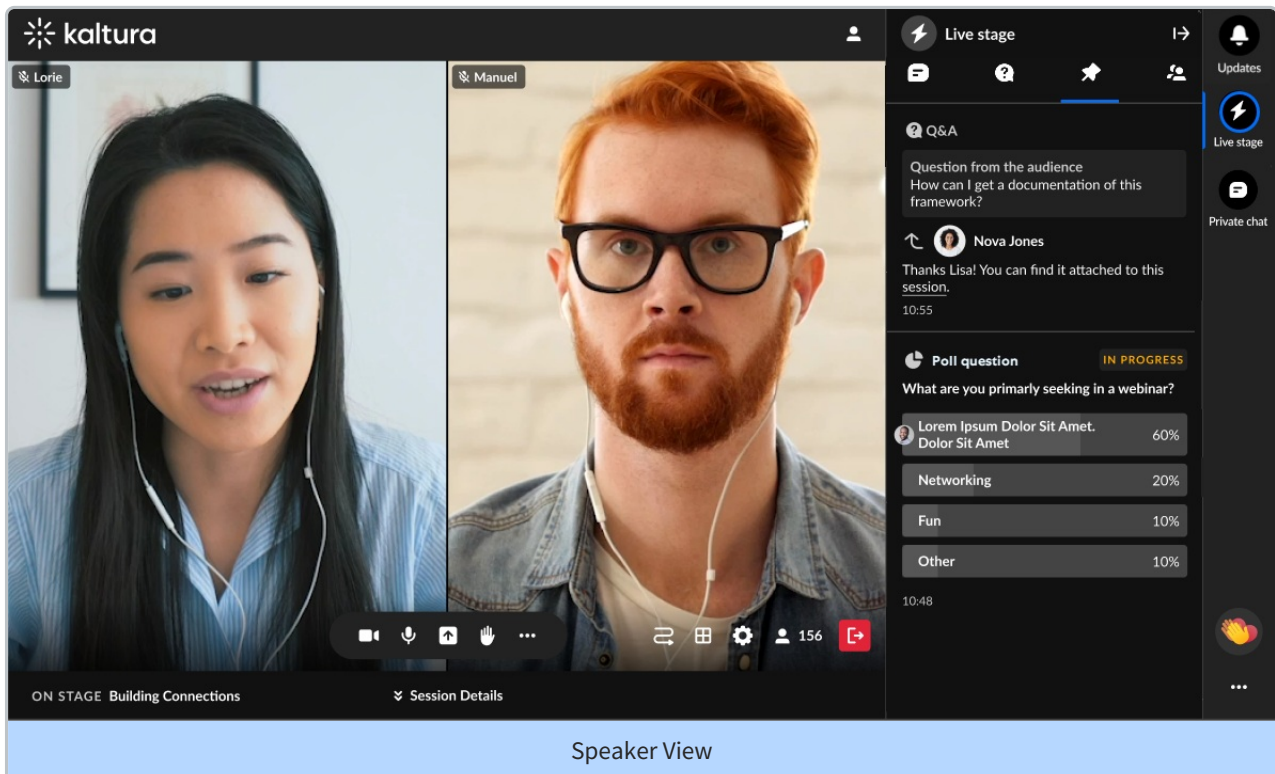 kaltura
Lorie
Manuel
ON STAGE Building Connections
Session Details
156
Live stage
Q&A
Question from the audience
How can I get a documentation of this
framework?
Nova Jones
Thanks Lisa! You can find it attached to this
session.
10:55
Poll question IN PROGRESS
What are you primarly seeking in a webinar?
Lorem Ipsum Dolor Sit Amet.
Dolor Sit Amet
60%
Networking 20%
Fun 10%
Other 10%
10:48
Updates
Live stage
Private chat
Speaker View